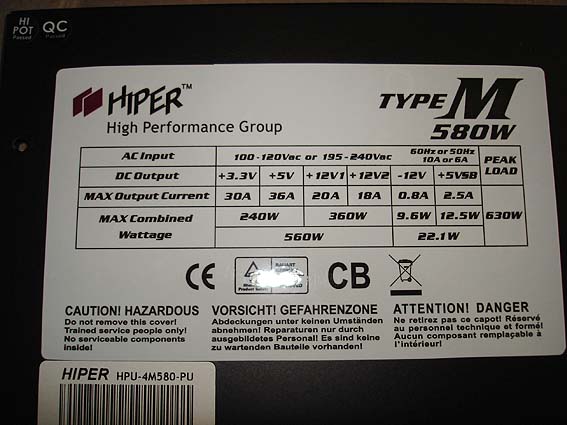 HI
POT
Passed
QC
Passed
HIPER™
High Performance Group
TYPE M
580W
AC Input 100-120Vac or 195-240Vac 60Hz or 50Hz 10A or 6A PEAK LOAD
DC Output +3.3V +5V +12V1 +12V2 -12V +5VSB
MAX Output Current 30A 36A 20A 18A 0.8A 2.5A
MAX Combined Wattage 240W 360W 9.6W 12.5W 630W
560W 22.1W
CE CB
CAUTION! HAZARDOUS
Do not remove this cover!
Trained service people only!
No serviceable components
inside!
VORSICHT! GEFAHRENZONE
Abdeckungen unter keinen Umständen
abnehmen! Reparaturen nur durch
ausgebildetes Personal! Es sind keine
zu wartenden Bauteile vorhanden!
ATTENTION! DANGER
Ne retirez pas ce capot! Réservé
au personnel technique et formé!
Aucun composant remplaçable à
l'intérieur!
HIPER HPU-4M580-PU